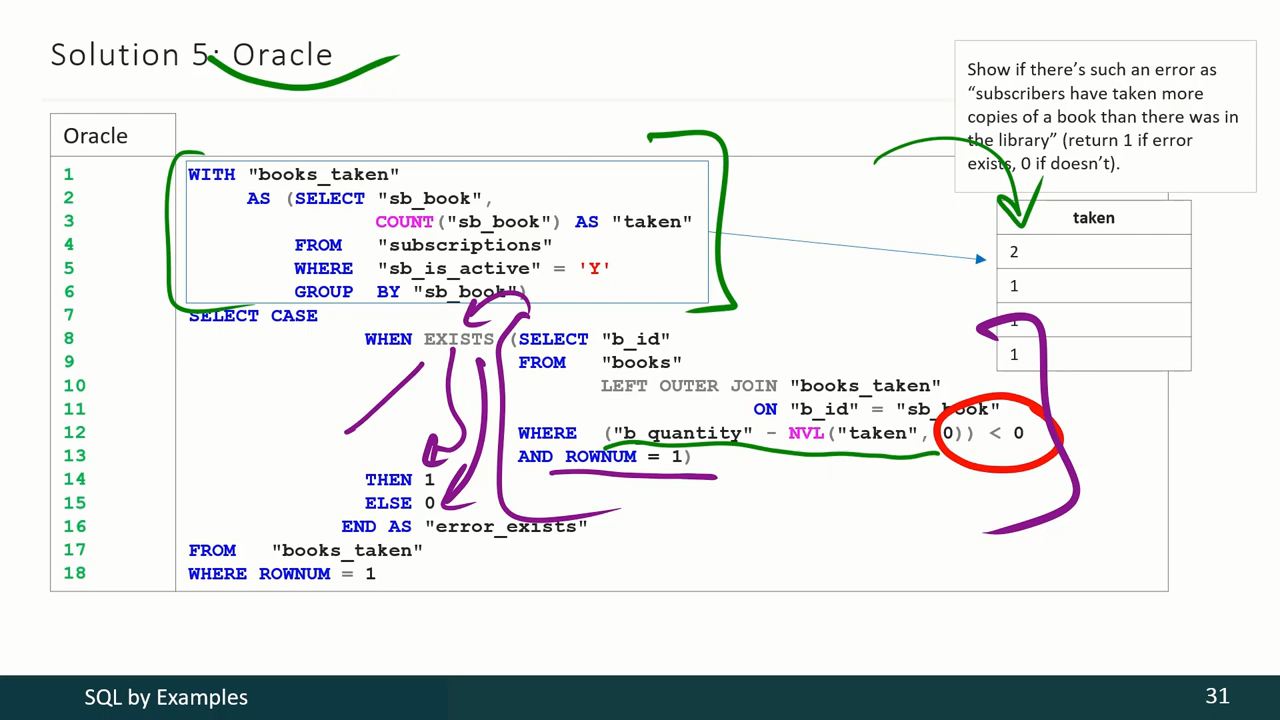 Solution 5: Oracle
Show if there's such an error as
“subscribers have taken more
copies of a book than there was in
the library” (return 1 if error
exists, 0 if doesn't).
Oracle
1 WITH "books_taken"
2 AS (SELECT "sb_book",
3 COUNT("sb_book") AS "taken"
4 FROM "subscriptions"
5 WHERE "sb_is_active" = 'Y'
6 GROUP BY "sb_book")
7 SELECT CASE
8 WHEN EXISTS (SELECT "b_id"
9 FROM "books"
10 LEFT OUTER JOIN "books_taken"
11 ON "b_id" = "sb_book"
12 WHERE ("b_quantity" - NVL("taken", 0)) < 0
13 AND ROWNUM = 1)
14 THEN 1
15 ELSE 0
16 END AS "error_exists"
17 FROM "books_taken"
18 WHERE ROWNUM = 1
taken
2
1
1
1
SQL by Examples
31